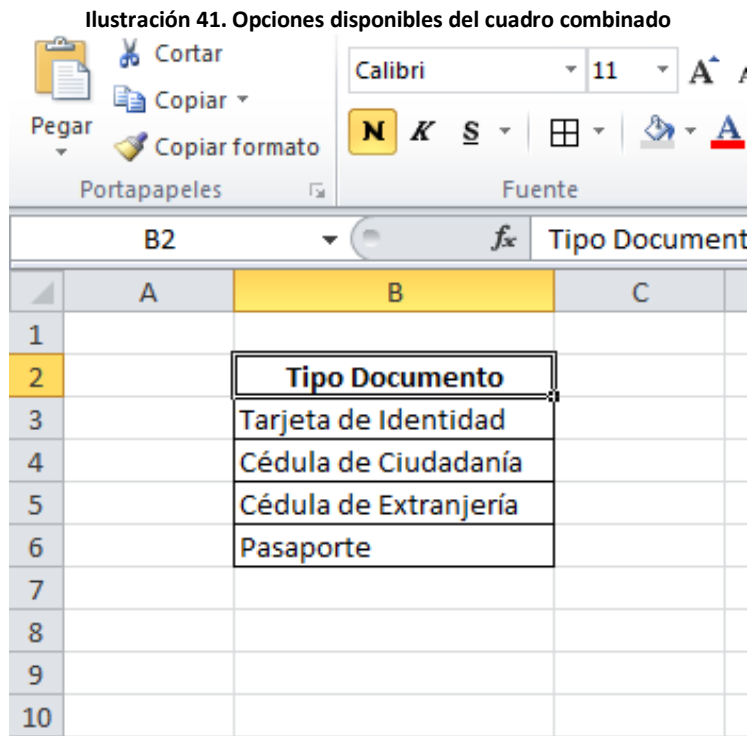 Ilustración 41. Opciones disponibles del cuadro combinado
Cortar
Copiar
Pegar
Copiar formato
Portapapeles
Calibri 11 A
N K S A
Fuente
B2 fx Tipo Document
A B C
1
2 Tipo Documento
3 Tarjeta de Identidad
4 Cédula de Ciudadanía
5 Cédula de Extranjería
6 Pasaporte
7
8
9
10